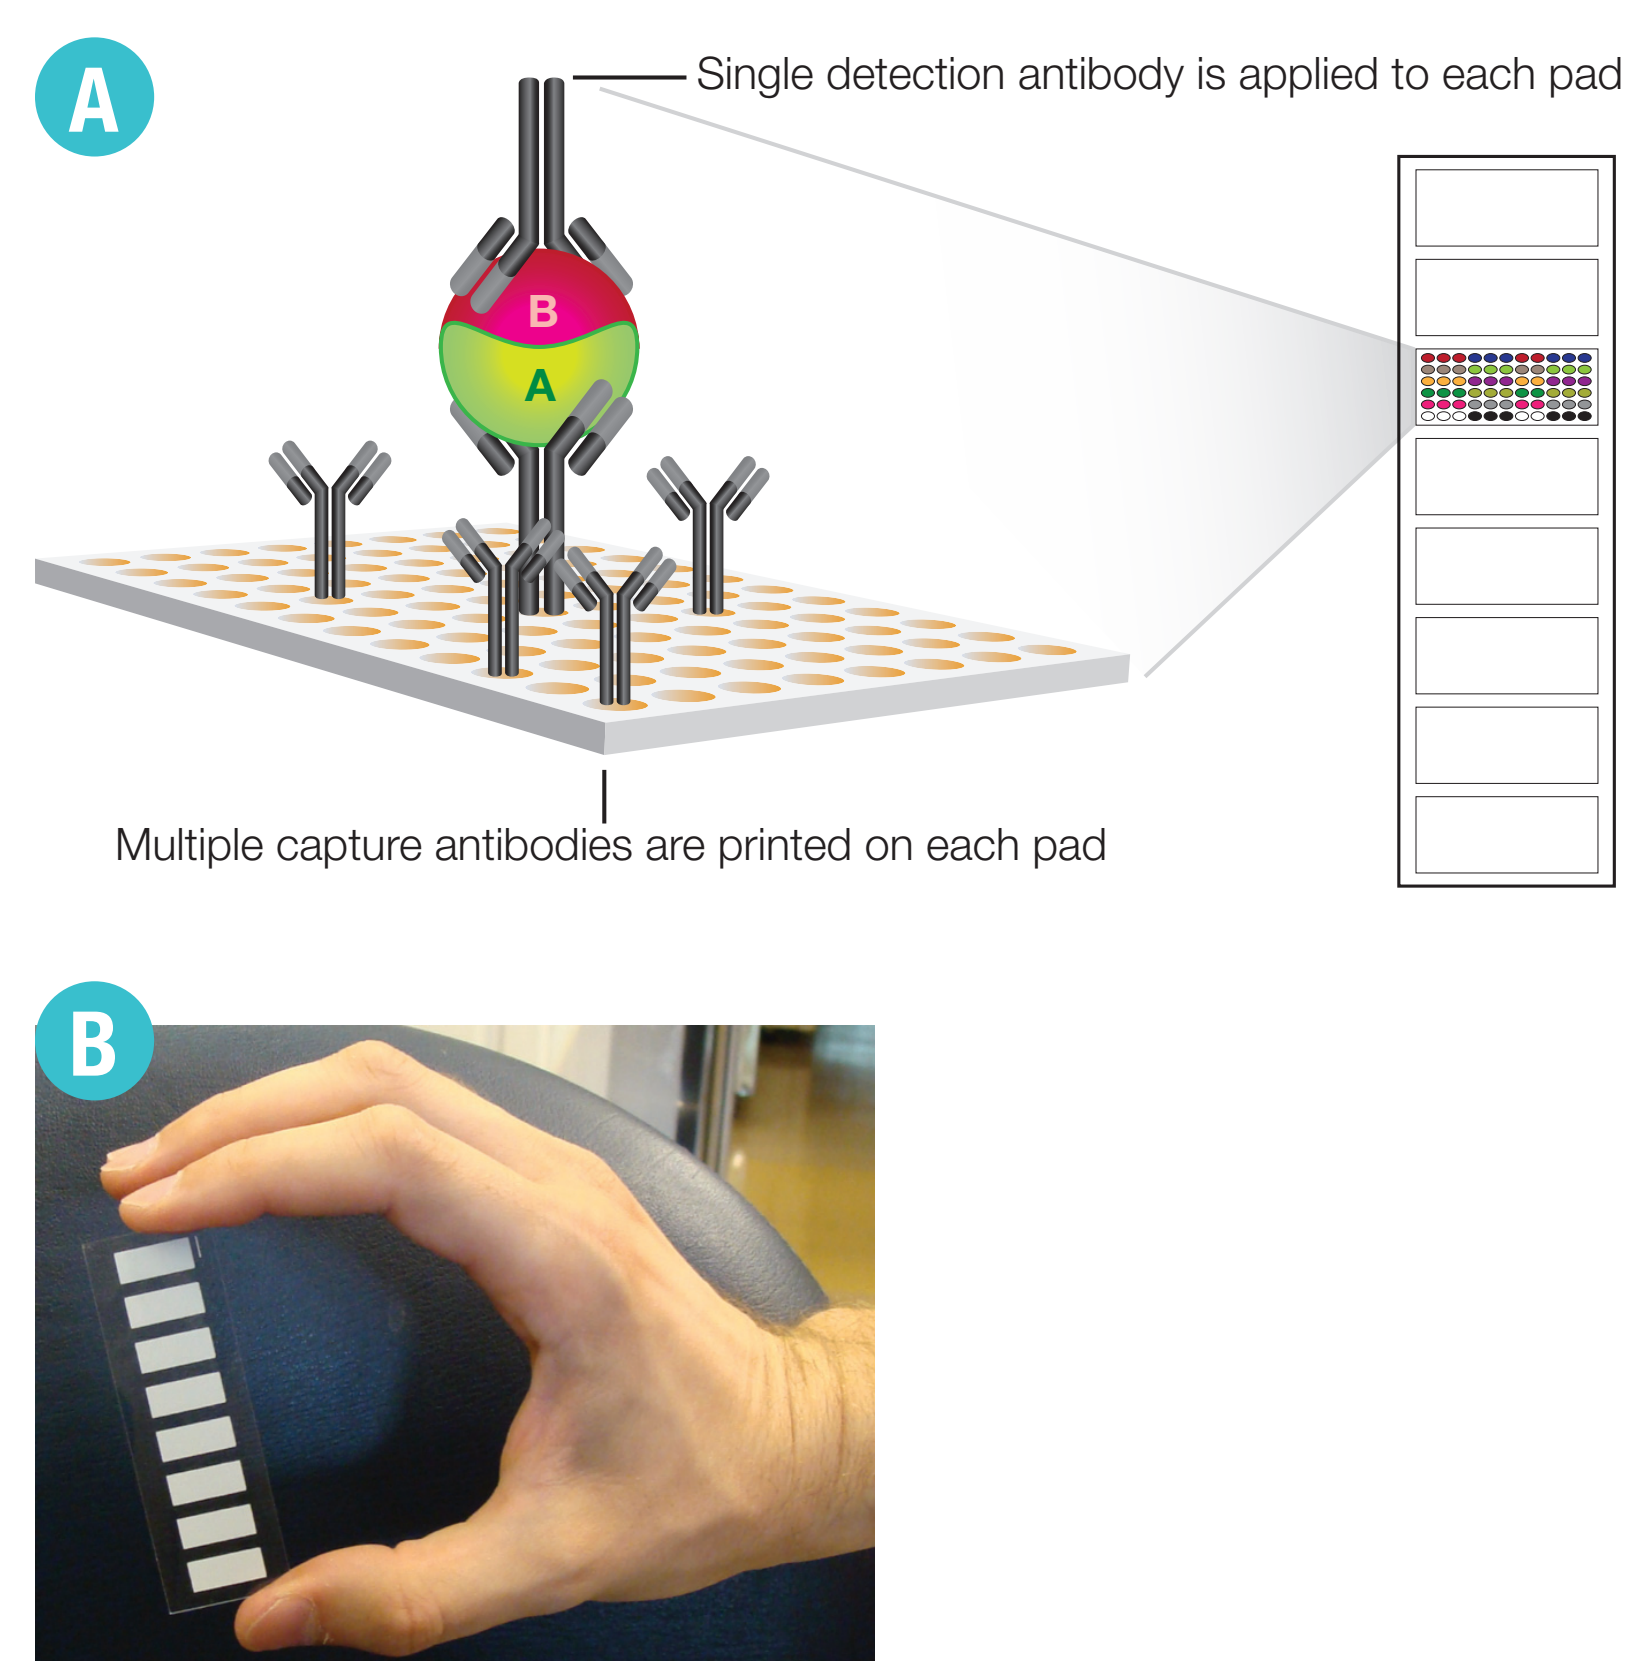 A
Single detection antibody is applied to each pad
B
A
Multiple capture antibodies are printed on each pad
B